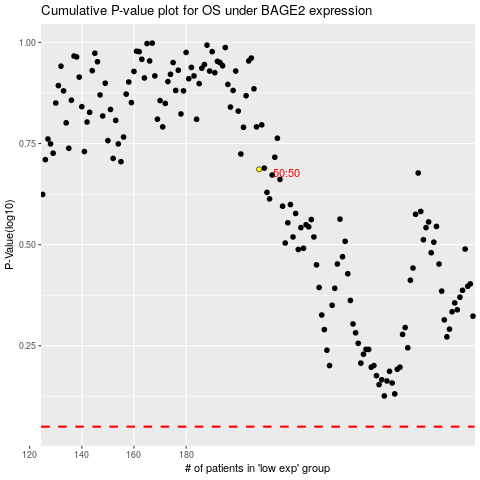 Cumulative P-value plot for OS under BAGE2 expression
1.00
0.75
0.50
0.25
P-Value(log10)
50:50
120 140 160 180
# of patients in 'low exp' group